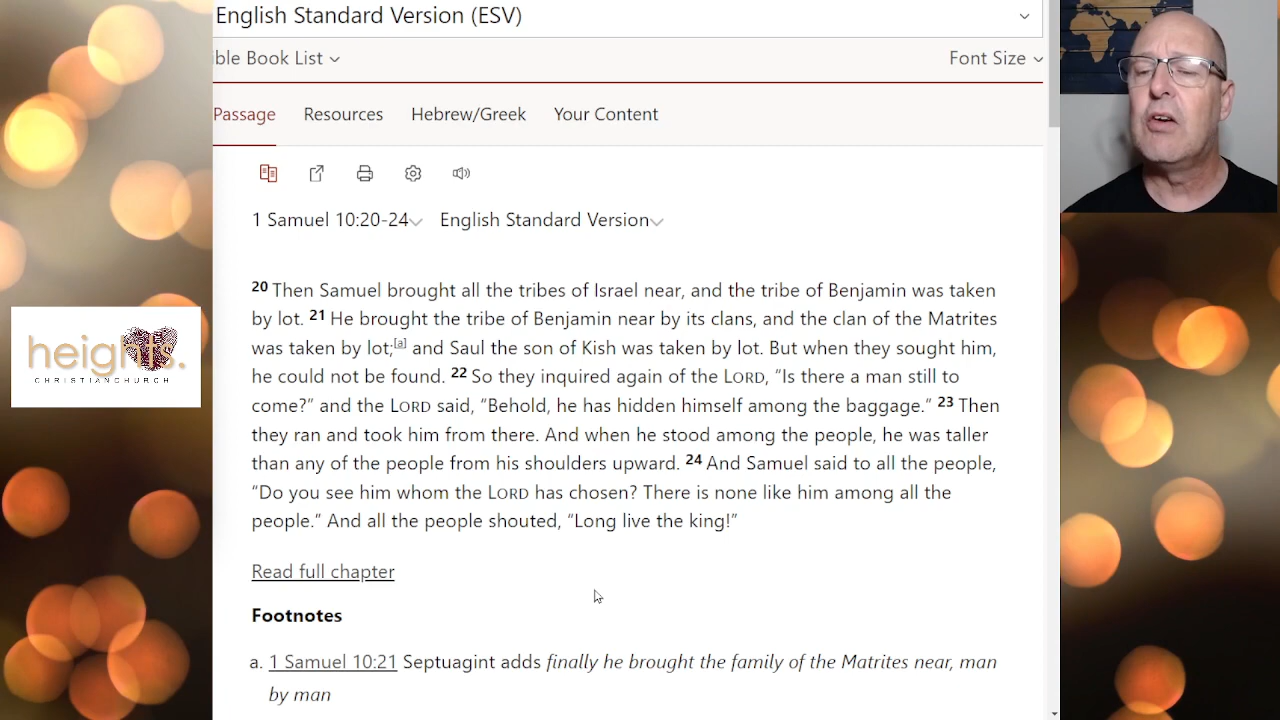 English Standard Version (ESV)
ble Book List
Font Size
Passage
Resources
Hebrew/Greek
Your Content
1 Samuel 10:20-24
English Standard Version
20 Then Samuel brought all the tribes of Israel near, and the tribe of Benjamin was taken
by lot. 21 He brought the tribe of Benjamin near by its clans, and the clan of the Matrites
was taken by lot;[a] and Saul the son of Kish was taken by lot. But when they sought him,
he could not be found. 22 So they inquired again of the LORD, “Is there a man still to
come?” and the LORD said, “Behold, he has hidden himself among the baggage.” 23 Then
they ran and took him from there. And when he stood among the people, he was taller
than any of the people from his shoulders upward. 24 And Samuel said to all the people,
“Do you see him whom the LORD has chosen? There is none like him among all the
people.” And all the people shouted, “Long live the king!”
Read full chapter
Footnotes
a. 1 Samuel 10:21 Septuagint adds finally he brought the family of the Matrites near, man
by man
heights.
CHRISTIANCHURCH